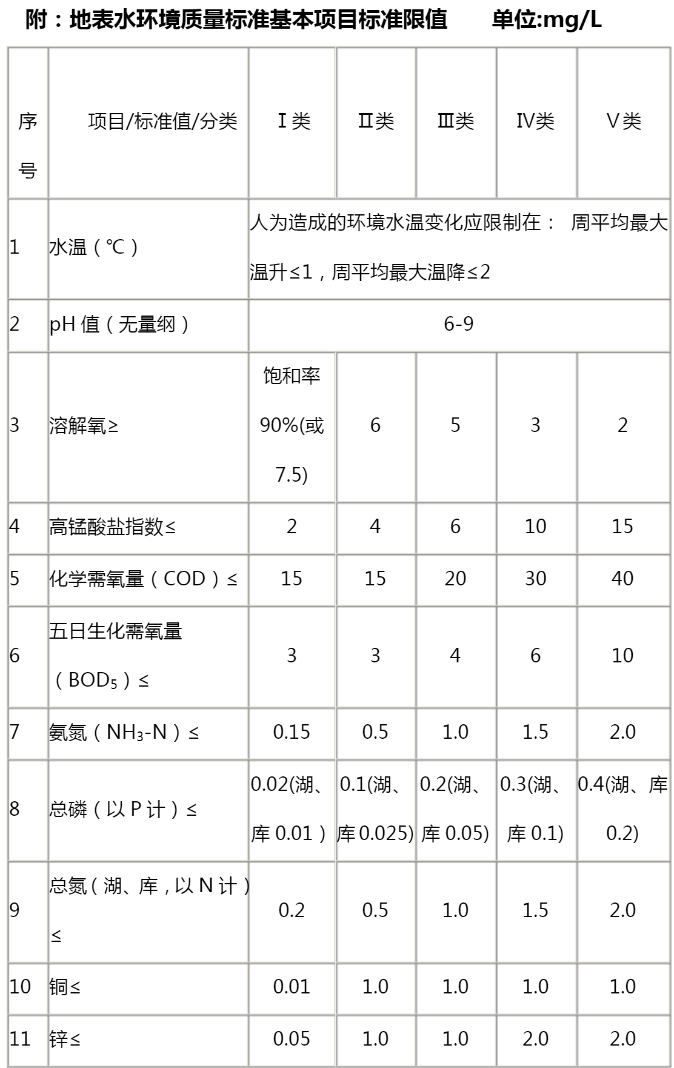 附：地表水环境质量标准基本项目标准限值 单位:mg/L
序号 项目/标准值/分类 Ⅰ类 Ⅱ类 Ⅲ类 Ⅳ类 Ⅴ类
1 水温（℃） 人为造成的环境水温变化应限制在： 周平均最大
温升≤1，周平均最大温降≤2
2 pH值（无量纲） 6-9
3 溶解氧≥ 饱和率90%(或7.5) 6 5 3 2
4 高锰酸盐指数≤ 2 4 6 10 15
5 化学需氧量（COD）≤ 15 15 20 30 40
6 五日生化需氧量（BOD₅）≤ 3 3 4 6 10
7 氨氮（NH₃-N）≤ 0.15 0.5 1.0 1.5 2.0
8 总磷（以P计）≤ 0.02(湖、库0.01） 0.1(湖、库0.025) 0.2(湖、库0.05) 0.3(湖、库0.1) 0.4(湖、库0.2)
9 总氮（湖、库，以N计）≤ 0.2 0.5 1.0 1.5 2.0
10 铜≤ 0.01 1.0 1.0 1.0 1.0
11 锌≤ 0.05 1.0 1.0 2.0 2.0